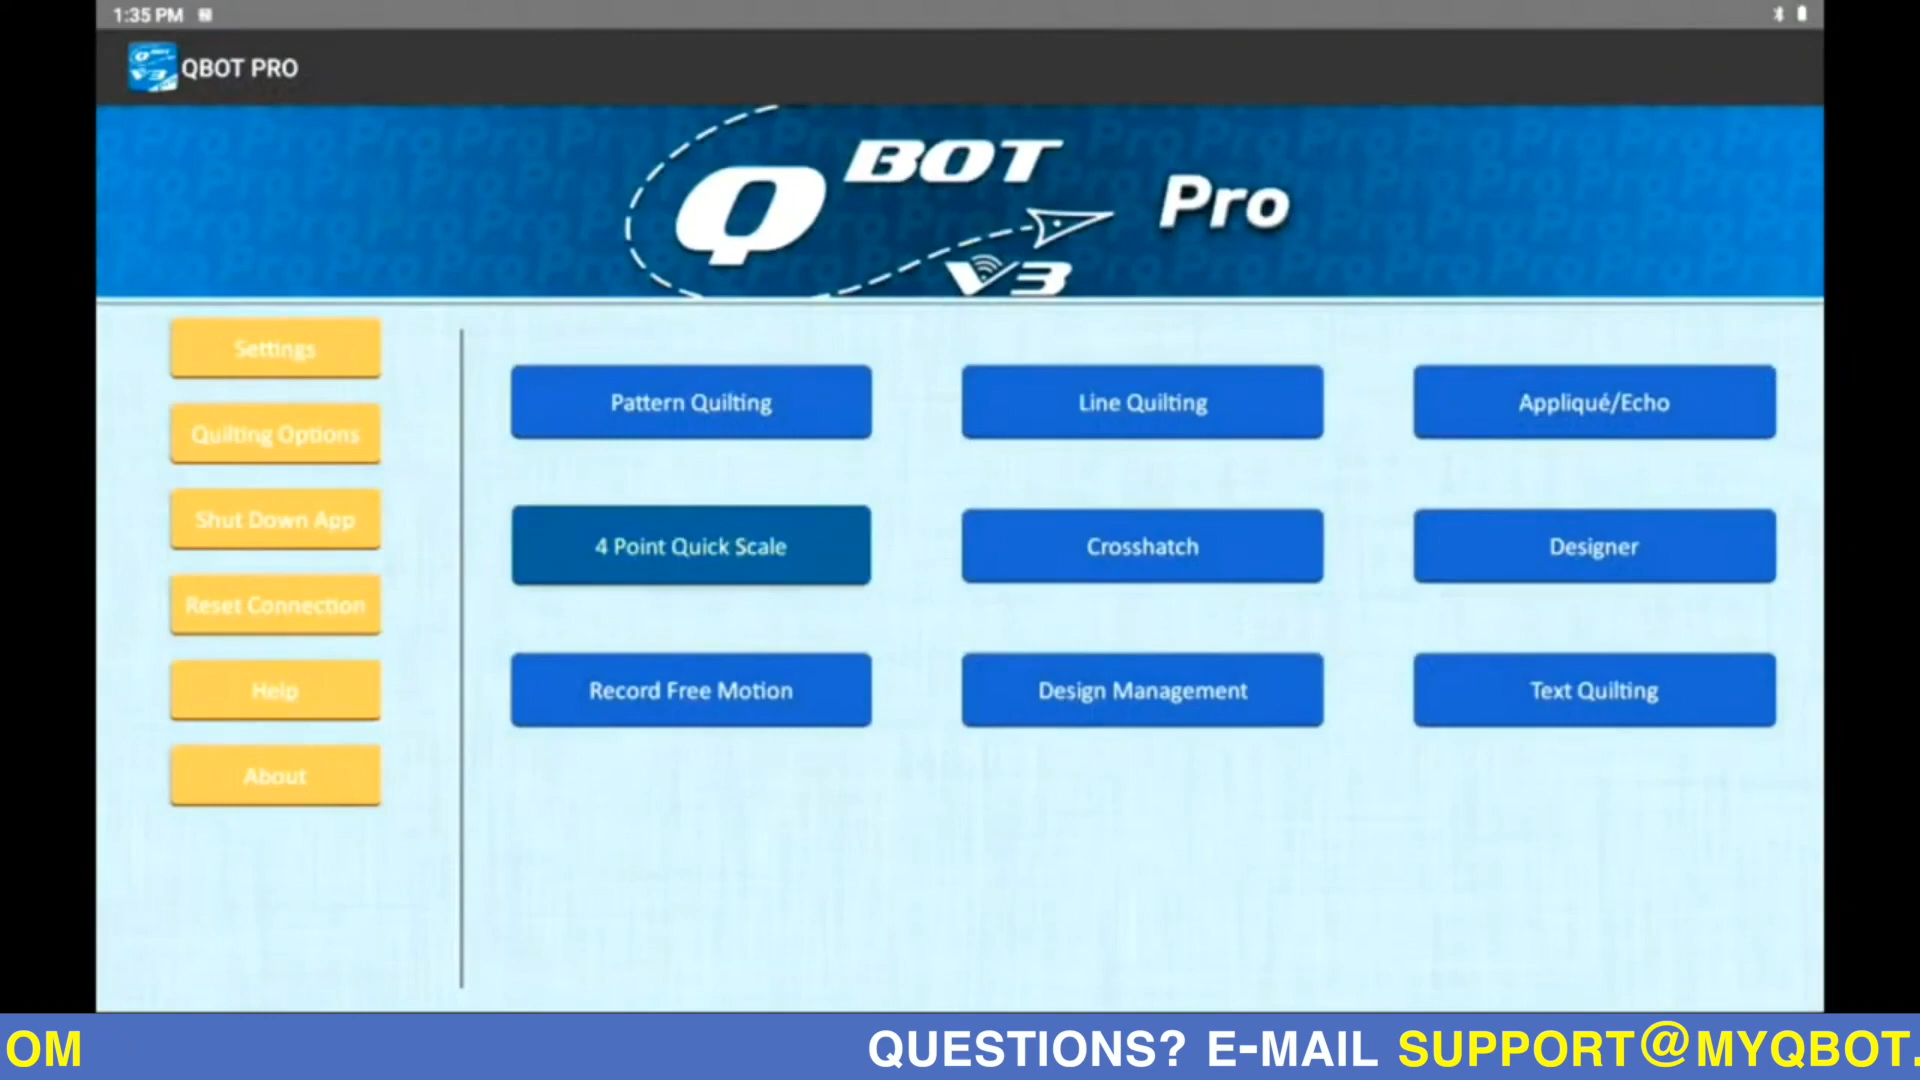 1:35 PM
QBOT PRO
Q BOT Pro
V3
Settings
Quilting Options
Shut Down App
Reset Connection
Help
About
Pattern Quilting
Line Quilting
Appliqué/Echo
4 Point Quick Scale
Crosshatch
Designer
Record Free Motion
Design Management
Text Quilting
OM QUESTIONS? E-MAIL SUPPORT@MYQBOT.